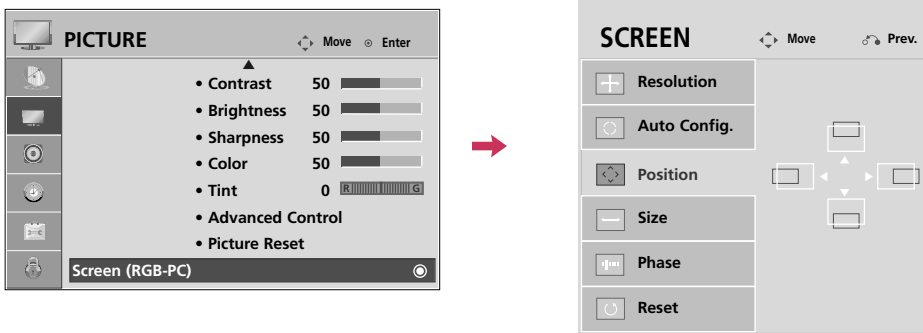 PICTURE Move Enter
• Contrast 50
• Brightness 50
• Sharpness 50
• Color 50
• Tint 0 R G
• Advanced Control
• Picture Reset
Screen (RGB-PC)
SCREEN Move Prev.
Resolution
Auto Config.
Position
Size
Phase
Reset